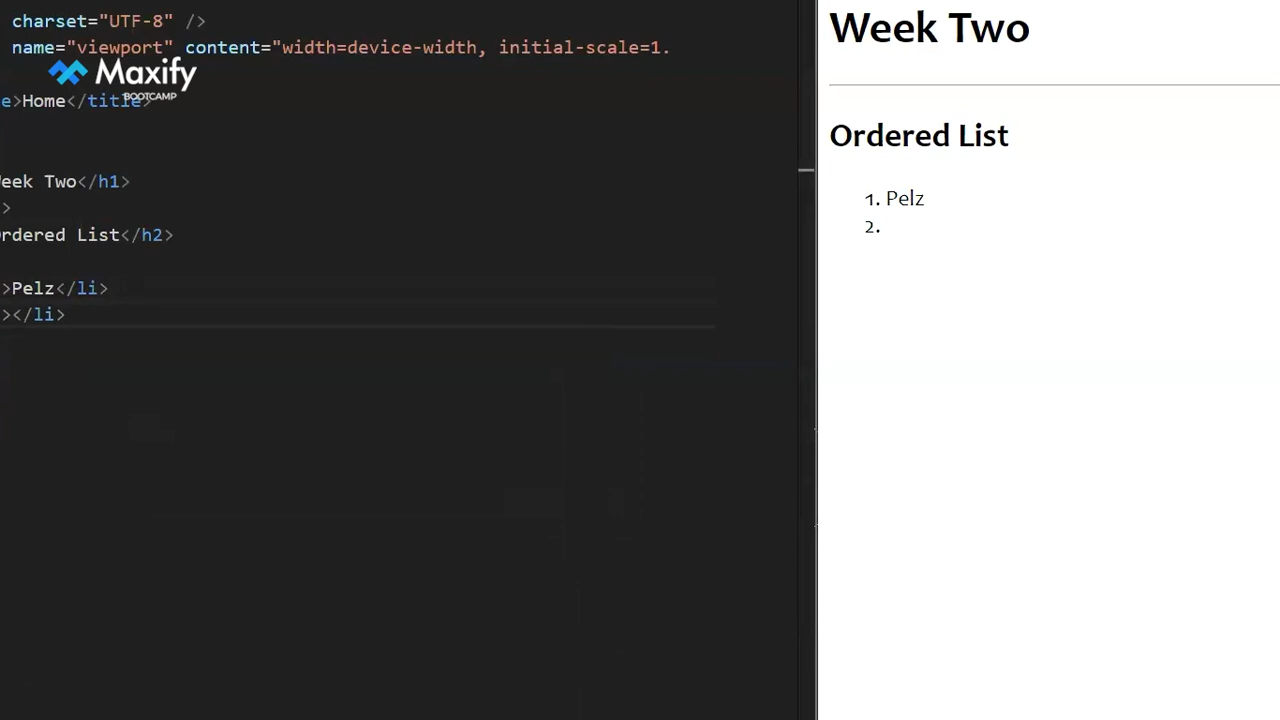 charset="UTF-8" />
name="viewport" content="width=device-width, initial-scale=1.
Maxify
BOOTCAMP
e>Home</title>
eek Two</h1>
>
rdered List</h2>
>Pelz</li>
></li>
Week Two
Ordered List
1. Pelz
2.